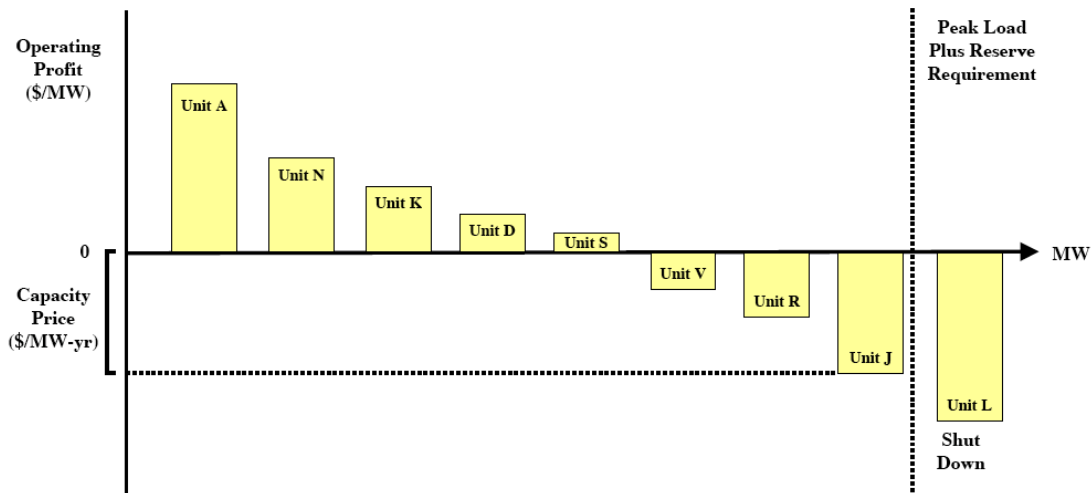 Operating
Profit
($/MW)
Peak Load
Plus Reserve
Requirement
Unit A
Unit N
Unit K
Unit D
Unit S
0
MW
Unit V
Unit R
Capacity
Price
($/MW-yr)
Unit J
Unit L
Shut
Down